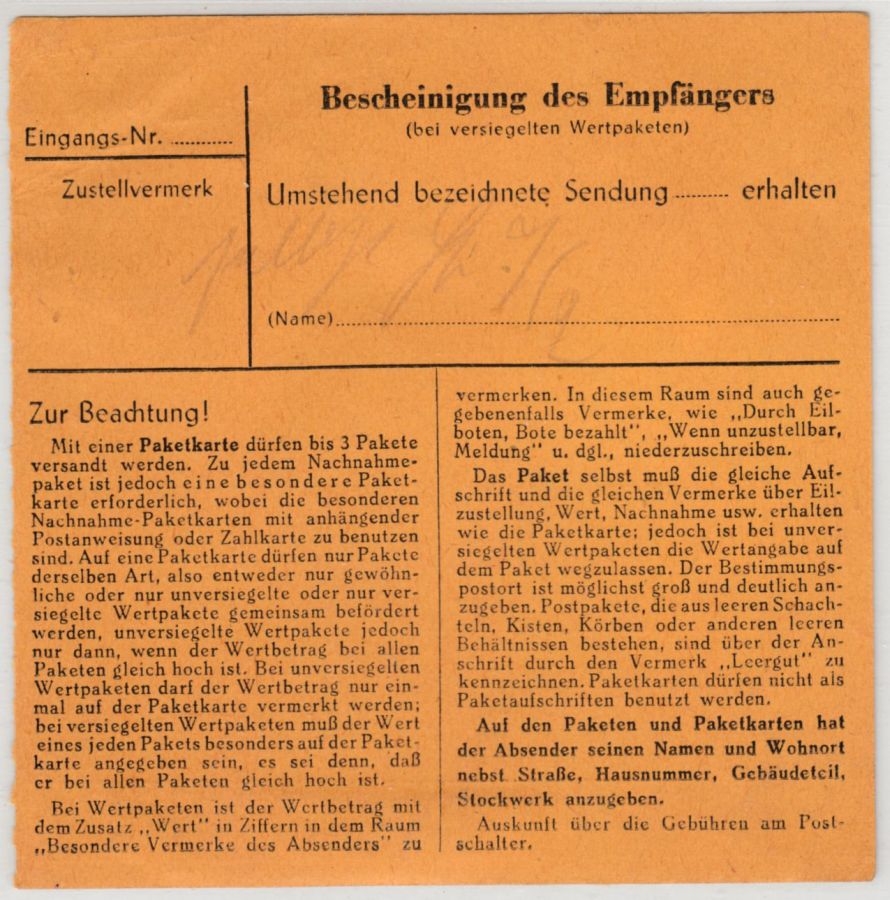 Bescheinigung des Empfängers
(bei versiegelten Wertpaketen)
Eingangs-Nr. ............
Zustellvermerk
Umstehend bezeichnete Sendung ......... erhalten
(Name)............................................................
Zur Beachtung!
Mit einer Paketkarte dürfen bis 3 Pakete
versandt werden. Zu jedem Nachnahme-
paket ist jedoch eine besondere Paket-
karte erforderlich, wobei die besonderen
Nachnahme-Paketkarten mit anhängender
Postanweisung oder Zahlkarte zu benutzen
sind. Auf eine Paketkarte dürfen nur Pakete
derselben Art, also entweder nur gewöhn-
liche oder nur unversiegelte oder nur ver-
siegelte Wertpakete gemeinsam befördert
werden, unversiegelte Wertpakete jedoch
nur dann, wenn der Wertbetrag bei allen
Paketen gleich hoch ist. Bei unversiegelten
Wertpaketen darf der Wertbetrag nur ein-
mal auf der Paketkarte vermerkt werden;
bei versiegelten Wertpaketen muß der Wert
eines jeden Pakets besonders auf der Paket-
karte angegeben sein, es sei denn, daß
er bei allen Paketen gleich hoch ist.
Bei Wertpaketen ist der Wertbetrag mit
dem Zusatz „Wert" in Ziffern in dem Raum
„Besondere Vermerke des Absenders" zu
vermerken. In diesem Raum sind auch ge-
gebenenfalls Vermerke, wie „Durch Eil-
boten, Bote bezahlt", „Wenn unzustellbar,
Meldung" u. dgl., niederzuschreiben.
Das Paket selbst muß die gleiche Auf-
schrift und die gleichen Vermerke über Eil-
zustellung, Wert, Nachnahme usw. erhalten
wie die Paketkarte; jedoch ist bei unver-
siegelten Wertpaketen die Wertangabe auf
dem Paket wegzulassen. Der Bestimmungs-
postort ist möglichst groß und deutlich an-
zugeben. Postpakete, die aus leeren Schach-
teln, Kisten, Körben oder anderen leeren
Behältnissen bestehen, sind über der An-
schrift durch den Vermerk „Leergut" zu
kennzeichnen. Paketkarten dürfen nicht als
Paketaufschriften benutzt werden.
Auf den Paketen und Paketkarten hat
der Absender seinen Namen und Wohnort
nebst Straße, Hausnummer, Gebäudeteil,
Stockwerk anzugeben.
Auskunft über die Gebühren am Post-
schalter.